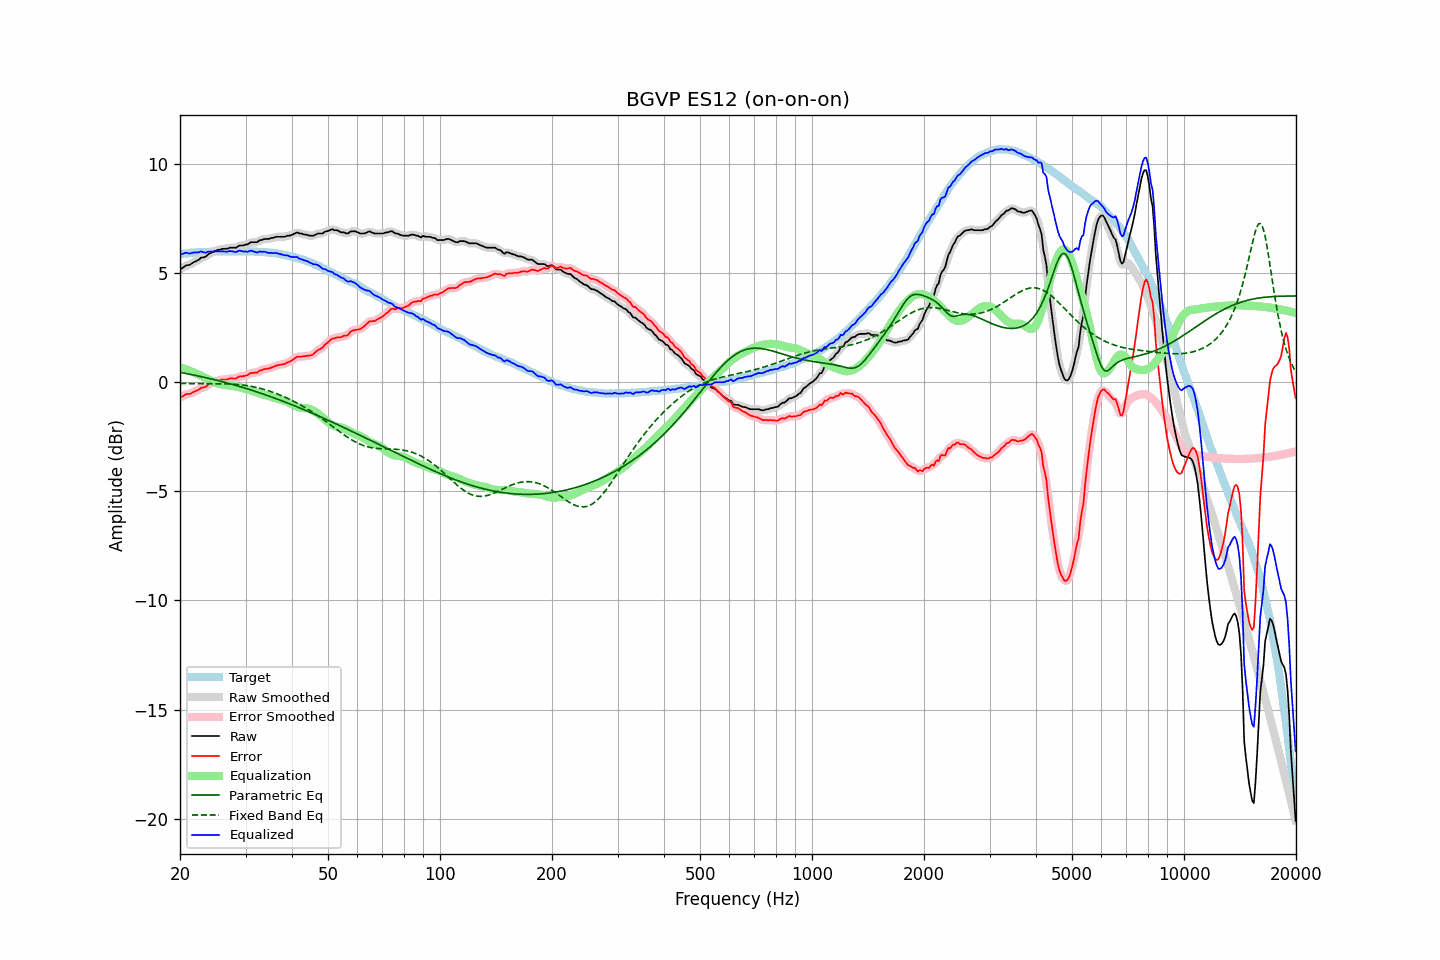 BGVP ES12 (on-on-on)
Amplitude (dBr)
10
5
0
−5
−10
−15
−20
Target
Raw Smoothed
Error Smoothed
Raw
Error
Equalization
Parametric Eq
Fixed Band Eq
Equalized
20
50
100
200
500
1000
2000
5000
10000
20000
Frequency (Hz)